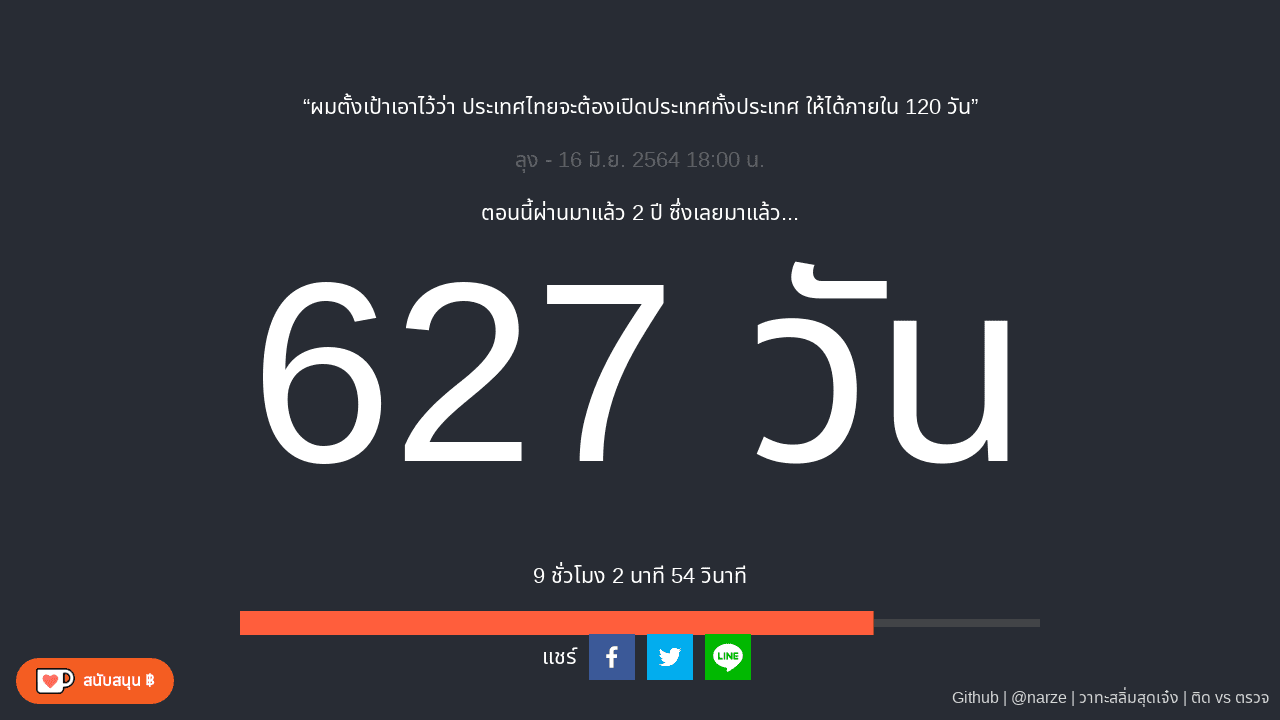 “ผมตั้งเป้าเอาไว้ว่า ประเทศไทยจะต้องเปิดประเทศทั้งประเทศ ให้ได้ภายใน 120 วัน”
ลุง - 16 มิ.ย. 2564 18:00 น.
ตอนนี้ผ่านมาแล้ว 2 ปี ซึ่งเลยมาแล้ว...
627 วัน
9 ชั่วโมง 2 นาที 54 วินาที
แชร์
LINE
สนับสนุน ฿
Github | @narze | วาทะสลิ่มสุดเจ๋ง | ติด vs ตรวจ